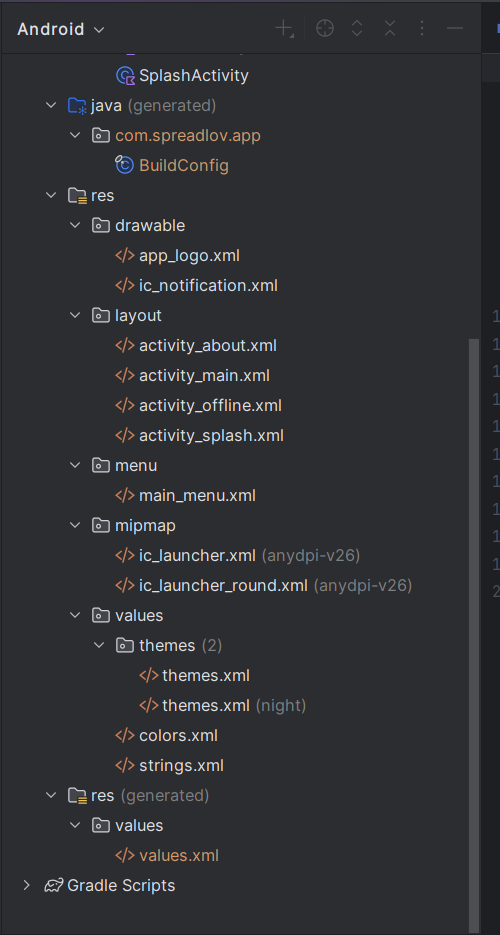 Android
SplashActivity
java (generated)
com.spreadlov.app
BuildConfig
res
drawable
app_logo.xml
ic_notification.xml
layout
activity_about.xml
activity_main.xml
activity_offline.xml
activity_splash.xml
menu
main_menu.xml
mipmap
ic_launcher.xml (anydpi-v26)
ic_launcher_round.xml (anydpi-v26)
values
themes (2)
themes.xml
themes.xml (night)
colors.xml
strings.xml
res (generated)
values
values.xml
Gradle Scripts